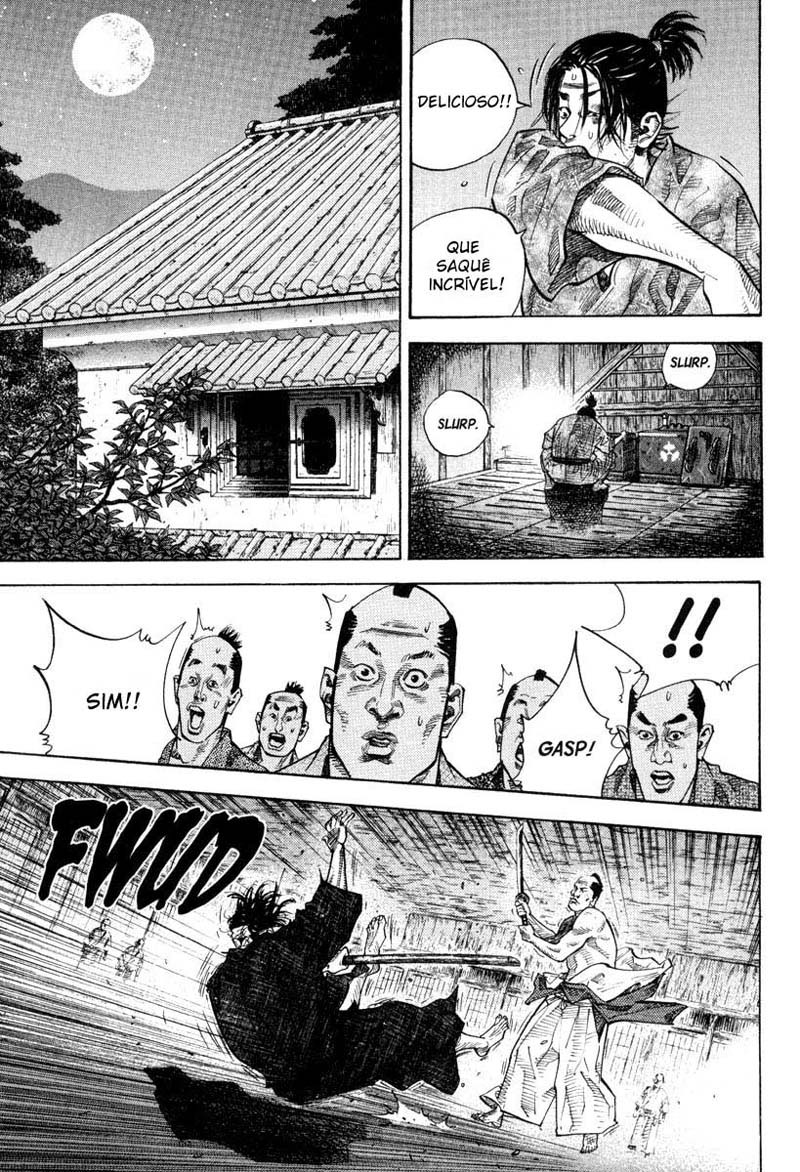 DELICIOSO!!
QUE
SAQUÊ
INCRÍVEL!
SLURP.
SLURP.
!!
GASP!
SIM!!
FWUD